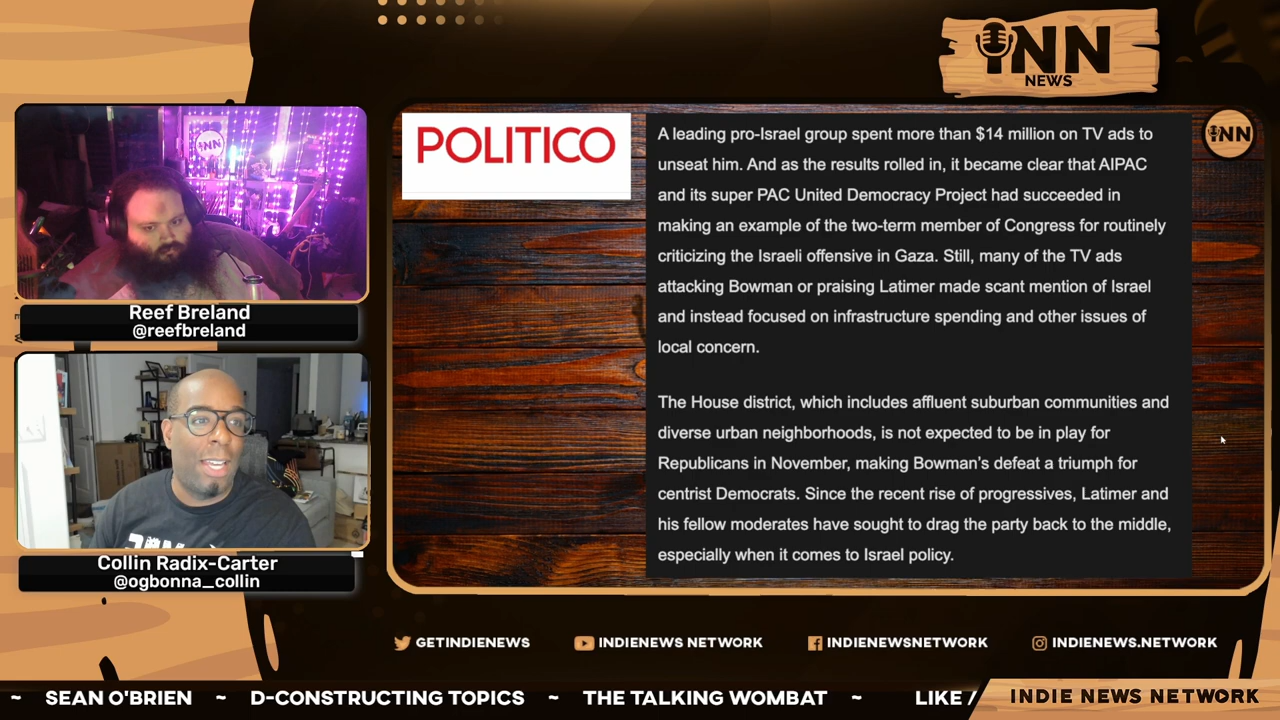 iNN
NEWS
iNN
POLITICO
A leading pro-Israel group spent more than $14 million on TV ads to
unseat him. And as the results rolled in, it became clear that AIPAC
and its super PAC United Democracy Project had succeeded in
making an example of the two-term member of Congress for routinely
criticizing the Israeli offensive in Gaza. Still, many of the TV ads
attacking Bowman or praising Latimer made scant mention of Israel
and instead focused on infrastructure spending and other issues of
local concern.
The House district, which includes affluent suburban communities and
diverse urban neighborhoods, is not expected to be in play for
Republicans in November, making Bowman’s defeat a triumph for
centrist Democrats. Since the recent rise of progressives, Latimer and
his fellow moderates have sought to drag the party back to the middle,
especially when it comes to Israel policy.
iNN
Reef Breland
@reefbreland
Collin Radix-Carter
@ogbonna_collin
GETINDIENEWS
INDIENEWS NETWORK
INDIENEWSNETWORK
INDIENEWS.NETWORK
~ SEAN O'BRIEN ~ D-CONSTRUCTING TOPICS ~ THE TALKING WOMBAT ~ LIKE /
INDIE NEWS NETWORK